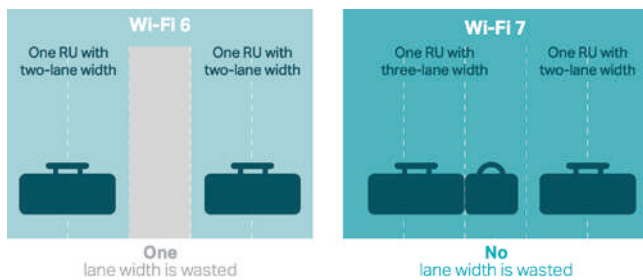 Wi-Fi 6
One RU with
two-lane width
One RU with
two-lane width
One
lane width is wasted
Wi-Fi 7
One RU with
three-lane width
One RU with
two-lane width
No
lane width is wasted